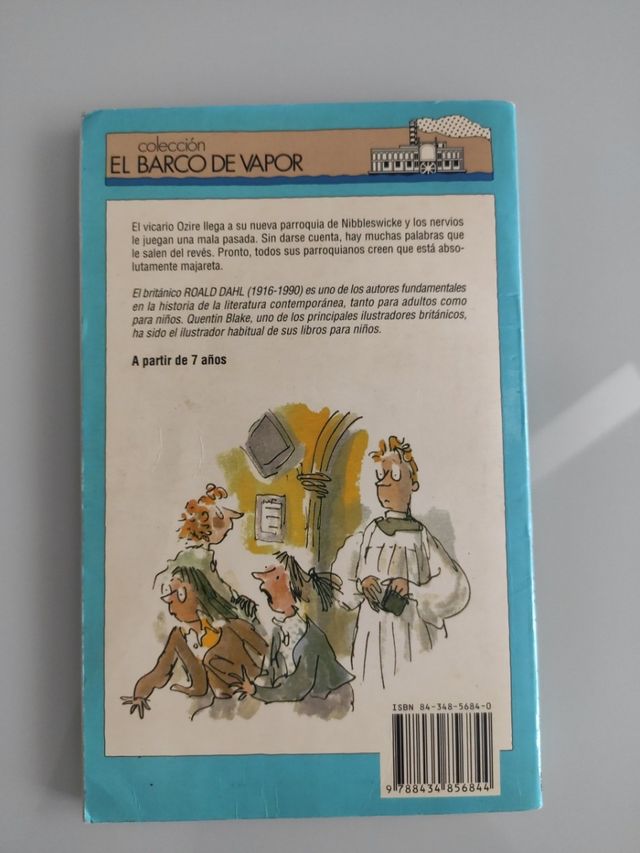 colección
EL BARCO DE VAPOR
El vicario Ozire llega a su nueva parroquia de Nibbleswicke y los nervios
le juegan una mala pasada. Sin darse cuenta, hay muchas palabras que
le salen del revés. Pronto, todos sus parroquianos creen que está abso-
lutamente majareta.
El británico ROALD DAHL (1916-1990) es uno de los autores fundamentales
en la historia de la literatura contemporánea, tanto para adultos como
para niños. Quentin Blake, uno de los principales ilustradores británicos,
ha sido el ilustrador habitual de sus libros para niños.
A partir de 7 años
ISBN 84-348-5684-0
9 788434 856844